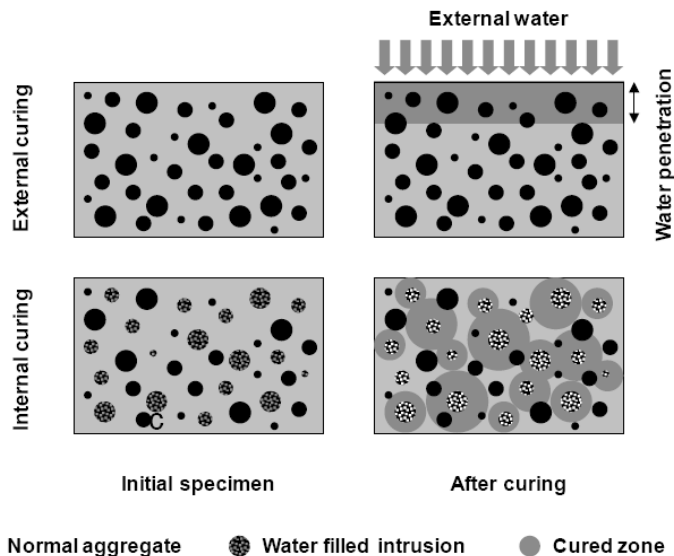 External water
External curing
Water penetration
Internal curing
C
Initial specimen
After curing
Normal aggregate
Water filled intrusion
Cured zone